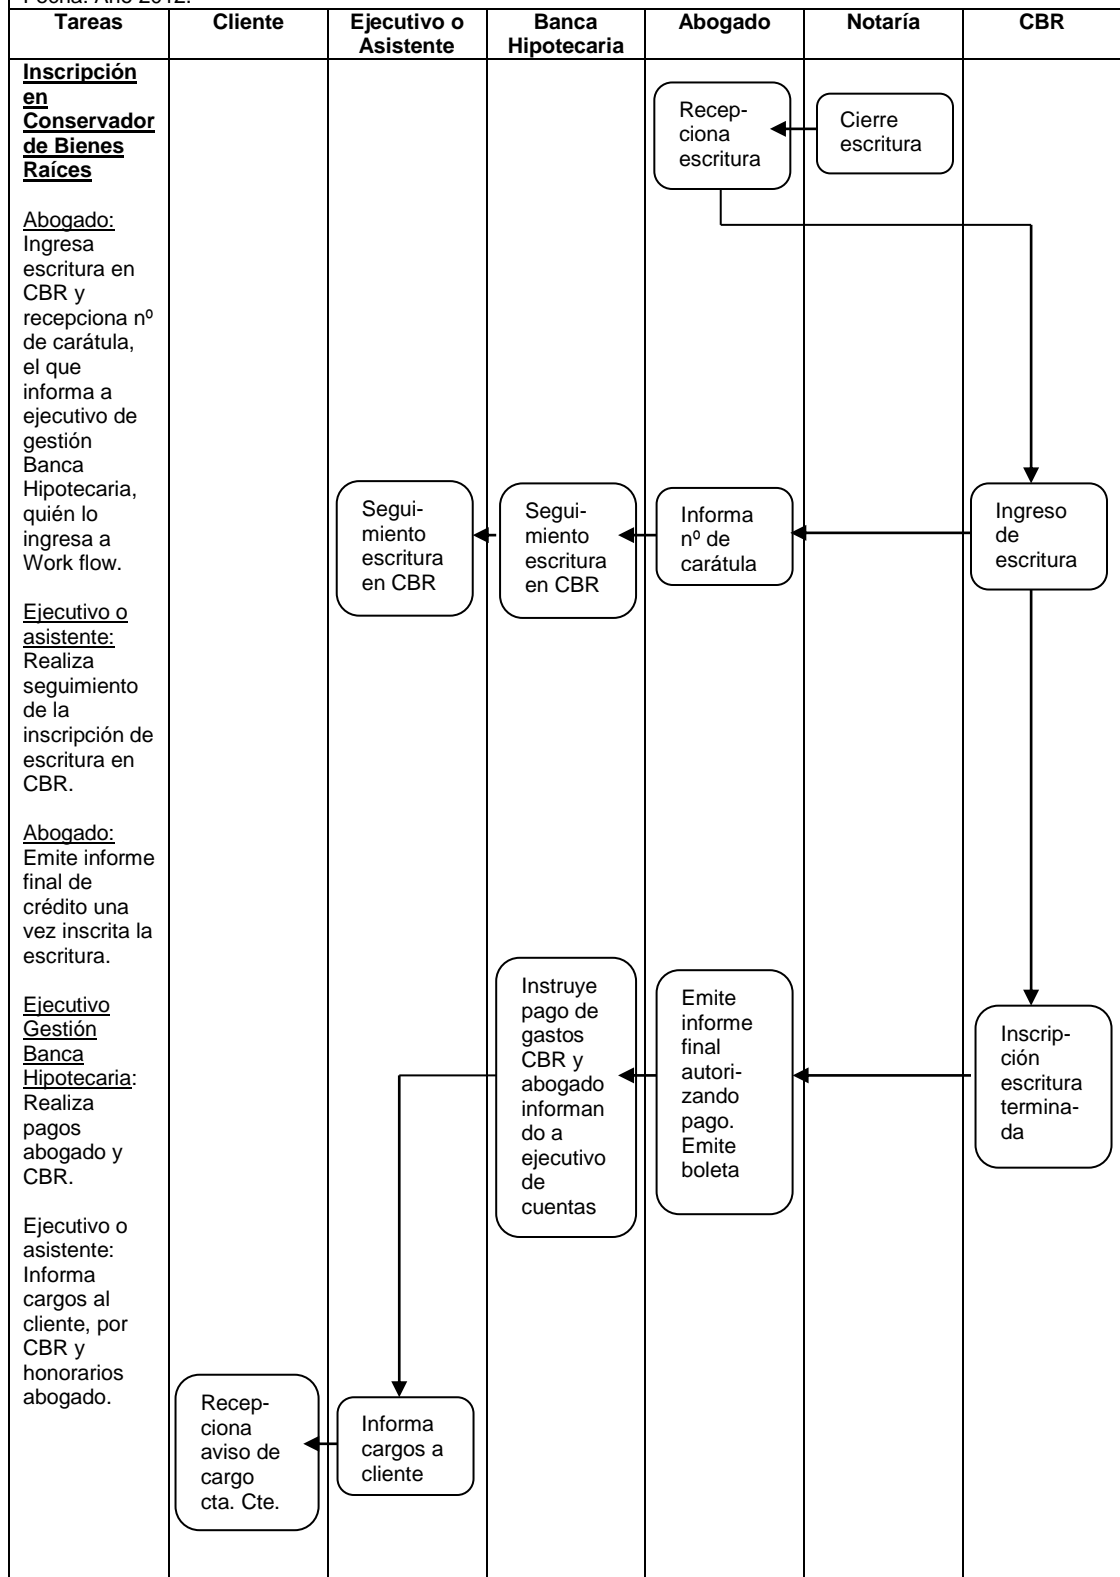 Fecha: Año 2012.
Tareas
Cliente
Ejecutivo o
Asistente
Banca
Hipotecaria
Abogado
Notaría
CBR
Inscripción
en
Conservador
de Bienes
Raíces
Abogado:
Ingresa
escritura en
CBR y
recepciona nº
de carátula,
el que
informa a
ejecutivo de
gestión
Banca
Hipotecaria,
quién lo
ingresa a
Work flow.
Ejecutivo o
asistente:
Realiza
seguimiento
de la
inscripción de
escritura en
CBR.
Abogado:
Emite informe
final de
crédito una
vez inscrita la
escritura.
Ejecutivo
Gestión
Banca
Hipotecaria:
Realiza
pagos
abogado y
CBR.
Ejecutivo o
asistente:
Informa
cargos al
cliente, por
CBR y
honorarios
abogado.
Recep-
ciona
escritura
Cierre
escritura
Segui-
miento
escritura
en CBR
Segui-
miento
escritura
en CBR
Informa
nº de
carátula
Ingreso
de
escritura
Instruye
pago de
gastos
CBR y
abogado
informan
do a
ejecutivo
de
cuentas
Emite
informe
final
autori-
zando
pago.
Emite
boleta
Inscrip-
ción
escritura
termina-
da
Recep-
ciona
aviso de
cargo
cta. Cte.
Informa
cargos a
cliente